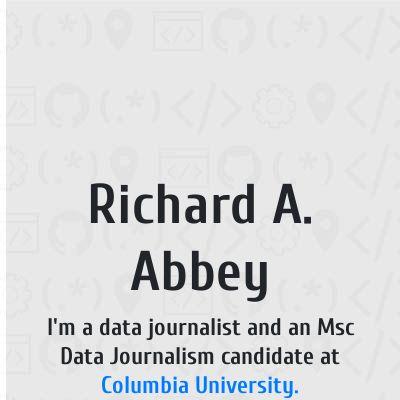 Richard A.
Abbey
I'm a data journalist and an Msc
Data Journalism candidate at
Columbia University.